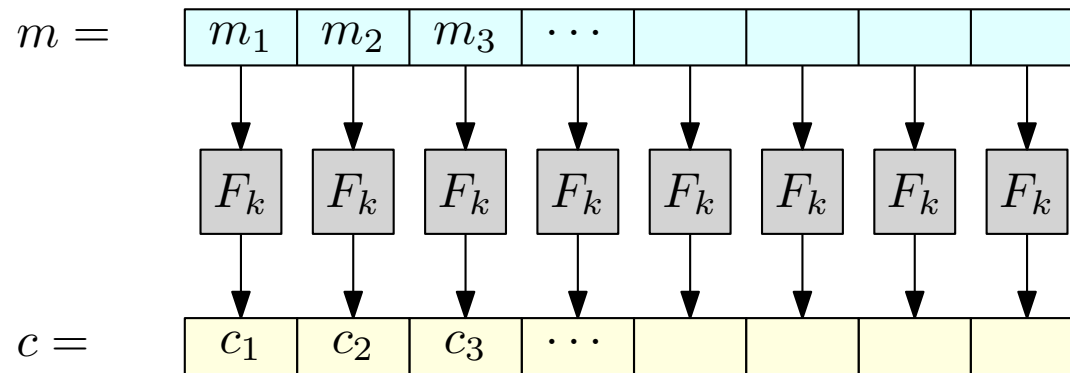 m = m₁ m₂ m₃ ⋯
Fₖ Fₖ Fₖ Fₖ Fₖ Fₖ Fₖ Fₖ
c = c₁ c₂ c₃ ⋯